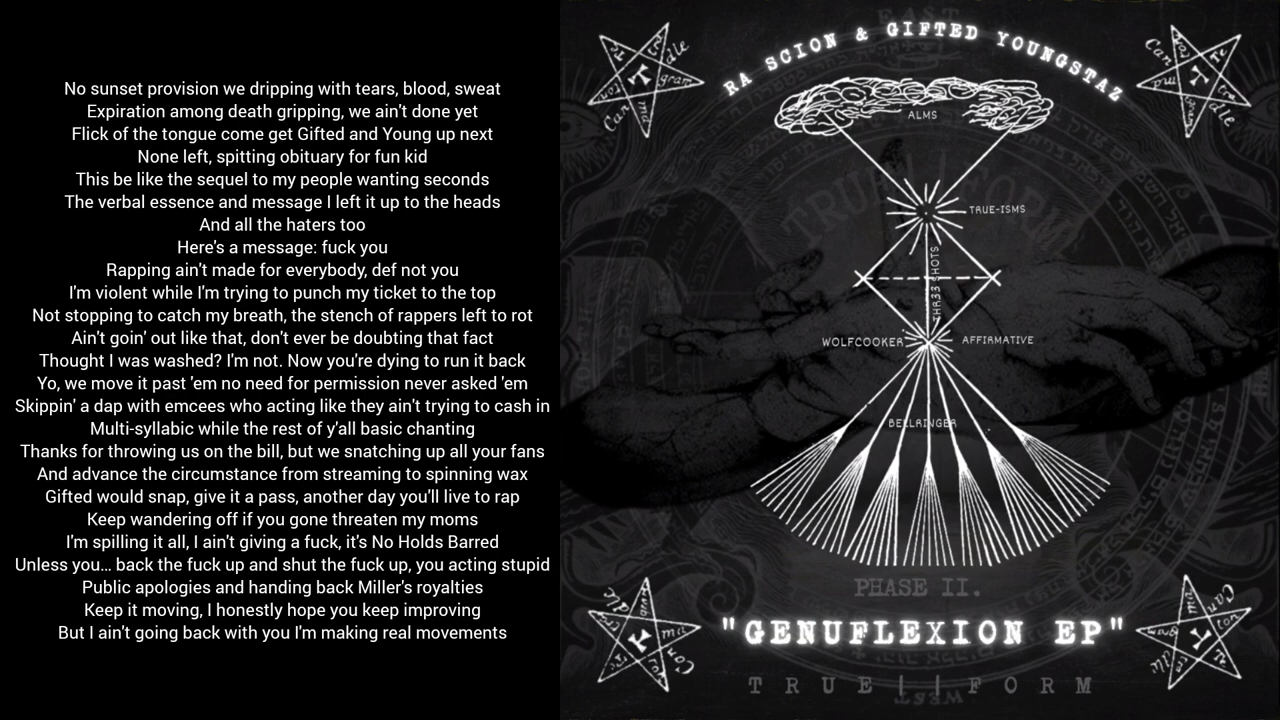 No sunset provision we dripping with tears, blood, sweat
Expiration among death gripping, we ain't done yet
Flick of the tongue come get Gifted and Young up next
None left, spitting obituary for fun kid
This be like the sequel to my people wanting seconds
The verbal essence and message I left it up to the heads
And all the haters too
Here's a message: fuck you
Rapping ain't made for everybody, def not you
I'm violent while I'm trying to punch my ticket to the top
Not stopping to catch my breath, the stench of rappers left to rot
Ain't goin' out like that, don't ever be doubting that fact
Thought I was washed? I'm not. Now you're dying to run it back
Yo, we move it past 'em no need for permission never asked 'em
Skippin' a dap with emcees who acting like they ain't trying to cash in
Multi-syllabic while the rest of y'all basic chanting
Thanks for throwing us on the bill, but we snatching up all your fans
And advance the circumstance from streaming to spinning wax
Gifted would snap, give it a pass, another day you'll live to rap
Keep wandering off if you gone threaten my moms
I'm spilling it all, I ain't giving a fuck, it's No Holds Barred
Unless you... back the fuck up and shut the fuck up, you acting stupid
Public apologies and handing back Miller's royalties
Keep it moving, I honestly hope you keep improving
But I ain't going back with you I'm making real movements
EAST
RA SCION & GIFTED YOUNGSTAZ
ALMS
TRUE FORM
TRUE-ISMS
THR33 SHOTS
WOLFCOOKER
AFFIRMATIVE
BELLRINGER
PHASE II.
"GENUFLEXION EP"
TRUE||FORM
WEST